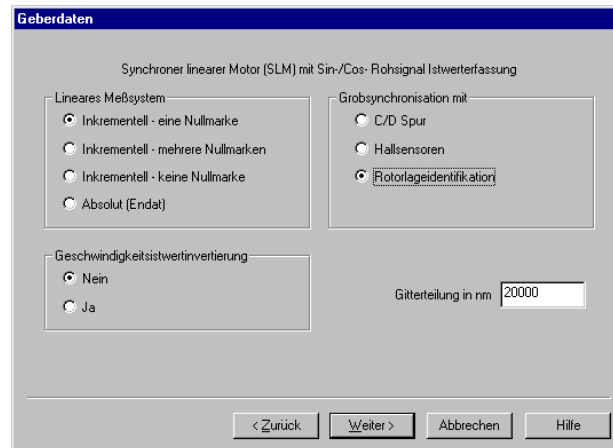 Geberdaten
Synchroner linearer Motor (SLM) mit Sin-/Cos- Rohsignal Istwerterfassung
Lineares Meßsystem
Inkrementell - eine Nullmarke
Inkrementell - mehrere Nullmarken
Inkrementell - keine Nullmarke
Absolut (Endat)
Grobsynchronisation mit
C/D Spur
Hallsensoren
Rotorlageidentifikation
Geschwindigkeitsistwertinvertierung
Nein
Ja
Gitterteilung in nm 20000
< Zurück Weiter > Abbrechen Hilfe